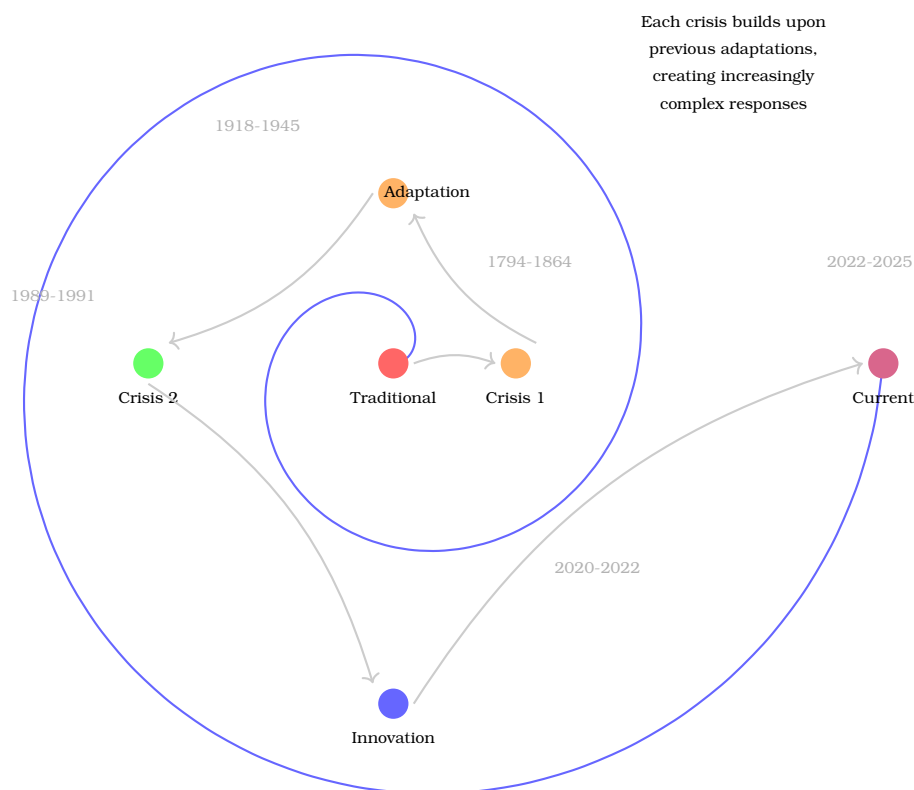 Each crisis builds upon
previous adaptations,
creating increasingly
complex responses
1918-1945
Adaptation
1794-1864
2022-2025
1989-1991
Crisis 2
Traditional
Crisis 1
Current
2020-2022
Innovation